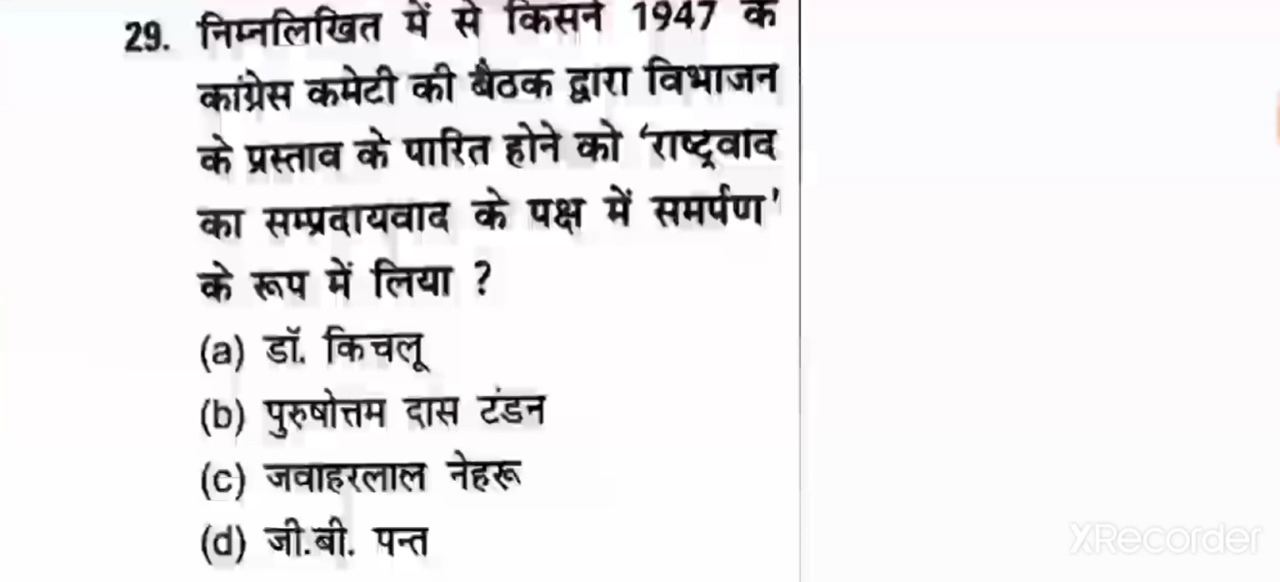 29. निम्नलिखित में से किसने 1947 के
कांग्रेस कमेटी की बैठक द्वारा विभाजन
के प्रस्ताव के पारित होने को ‘राष्ट्रवाद
का सम्प्रदायवाद के पक्ष में समर्पण’
के रूप में लिया ?
(a) डॉ. किचलू
(b) पुरुषोत्तम दास टंडन
(c) जवाहरलाल नेहरू
(d) जी.बी. पन्त
XRecorder